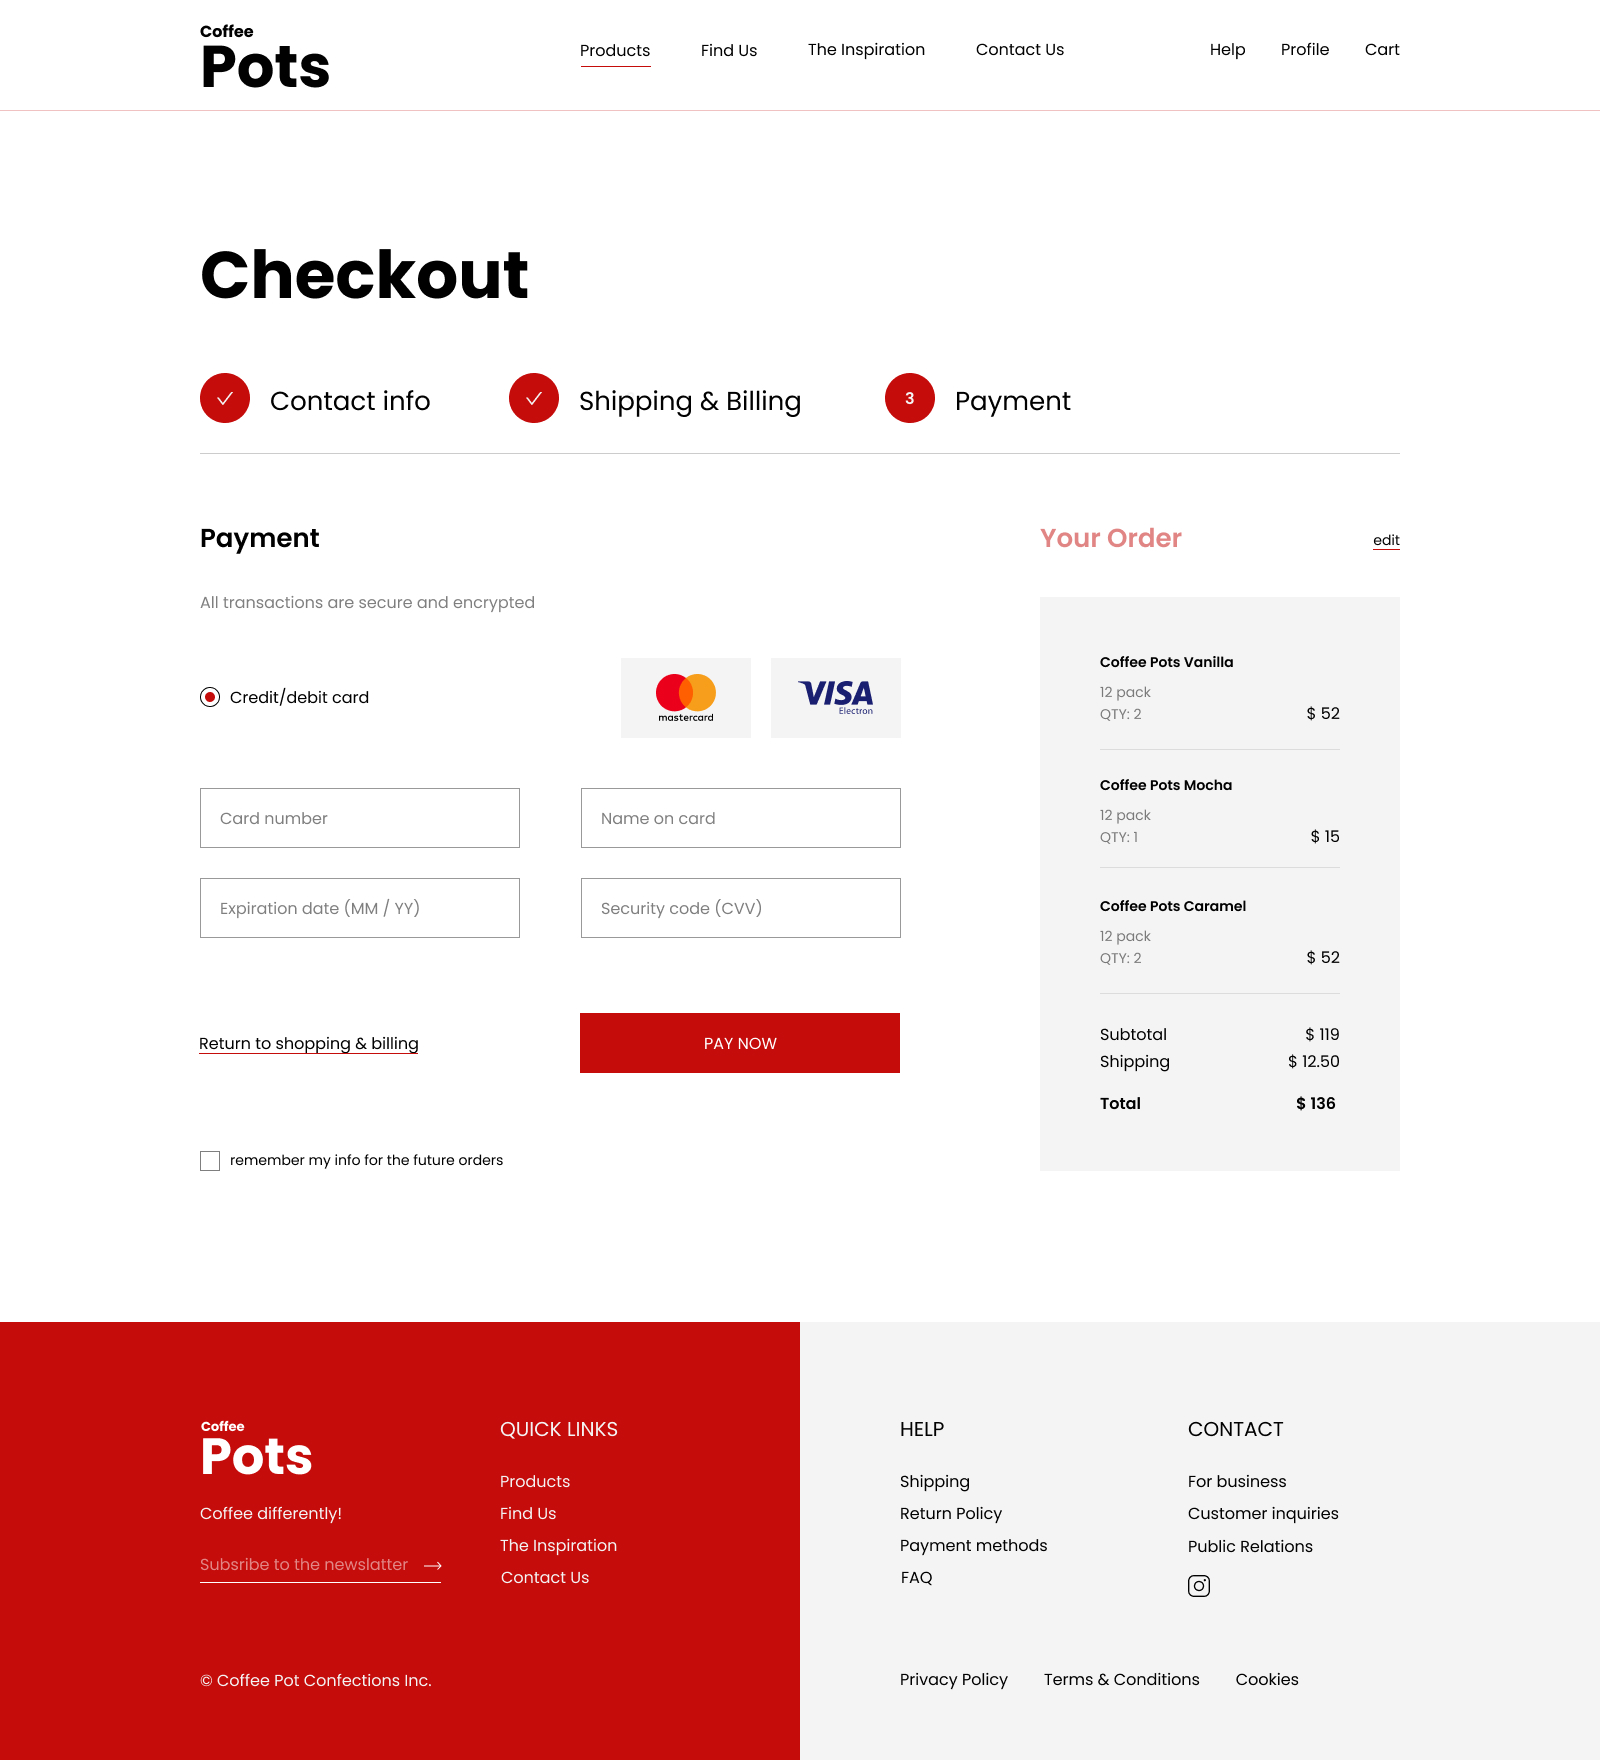 Coffee
Pots
Products Find Us The Inspiration Contact Us Help Profile Cart
Checkout
Contact info Shipping & Billing 3 Payment
Payment
All transactions are secure and encrypted
Credit/debit card
mastercard
VISA
Electron
Card number Name on card
Expiration date (MM / YY) Security code (CVV)
Return to shopping & billing PAY NOW
remember my info for the future orders
Your Order edit
Coffee Pots Vanilla
12 pack
QTY: 2 $ 52
Coffee Pots Mocha
12 pack
QTY: 1 $ 15
Coffee Pots Caramel
12 pack
QTY: 2 $ 52
Subtotal $ 119
Shipping $ 12.50
Total $ 136
Coffee
Pots
Coffee differently!
Subsribe to the newslatter
QUICK LINKS
Products
Find Us
The Inspiration
Contact Us
HELP
Shipping
Return Policy
Payment methods
FAQ
CONTACT
For business
Customer inquiries
Public Relations
© Coffee Pot Confections Inc.
Privacy Policy Terms & Conditions Cookies